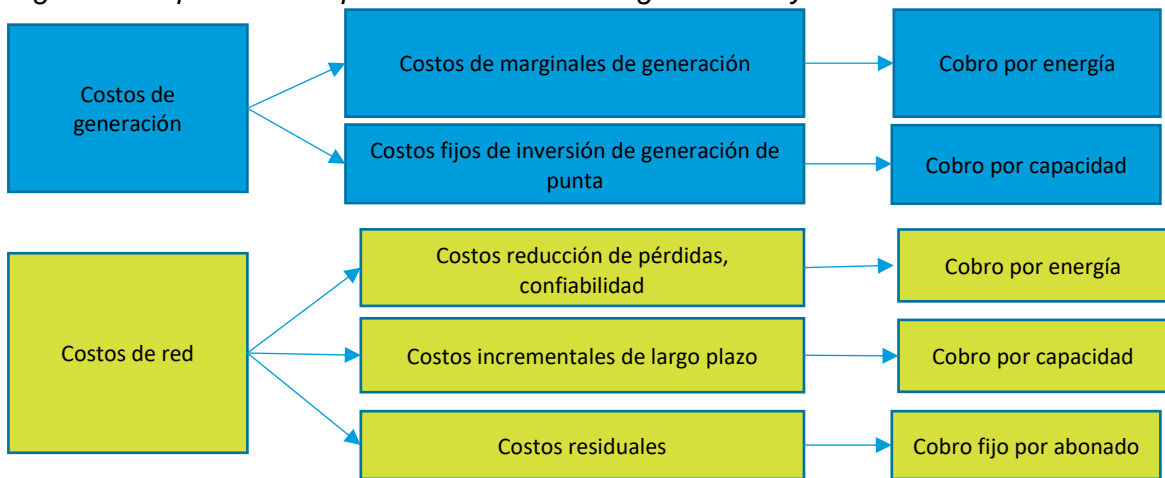 Costos de
generación
Costos de marginales de generación
Cobro por energía
Costos fijos de inversión de generación de
punta
Cobro por capacidad
Costos de red
Costos reducción de pérdidas,
confiabilidad
Cobro por energía
Costos incrementales de largo plazo
Cobro por capacidad
Costos residuales
Cobro fijo por abonado